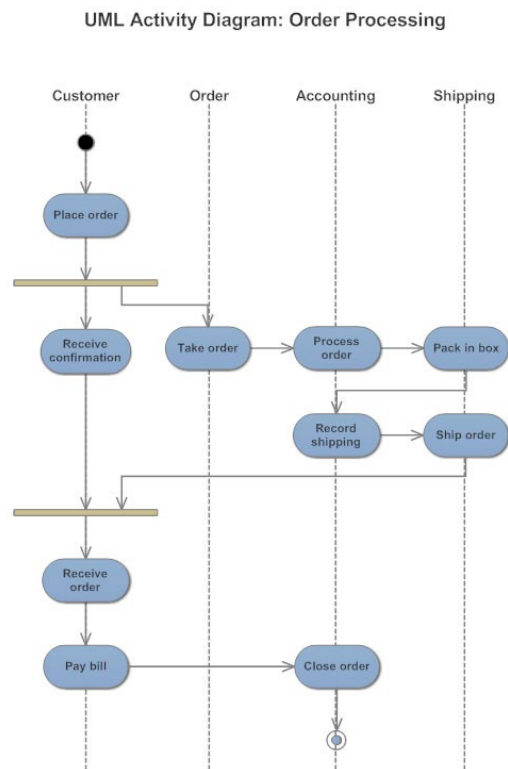 UML Activity Diagram: Order Processing
Customer
Order
Accounting
Shipping
Place order
Receive
confirmation
Take order
Process
order
Pack in box
Record
shipping
Ship order
Receive
order
Pay bill
Close order